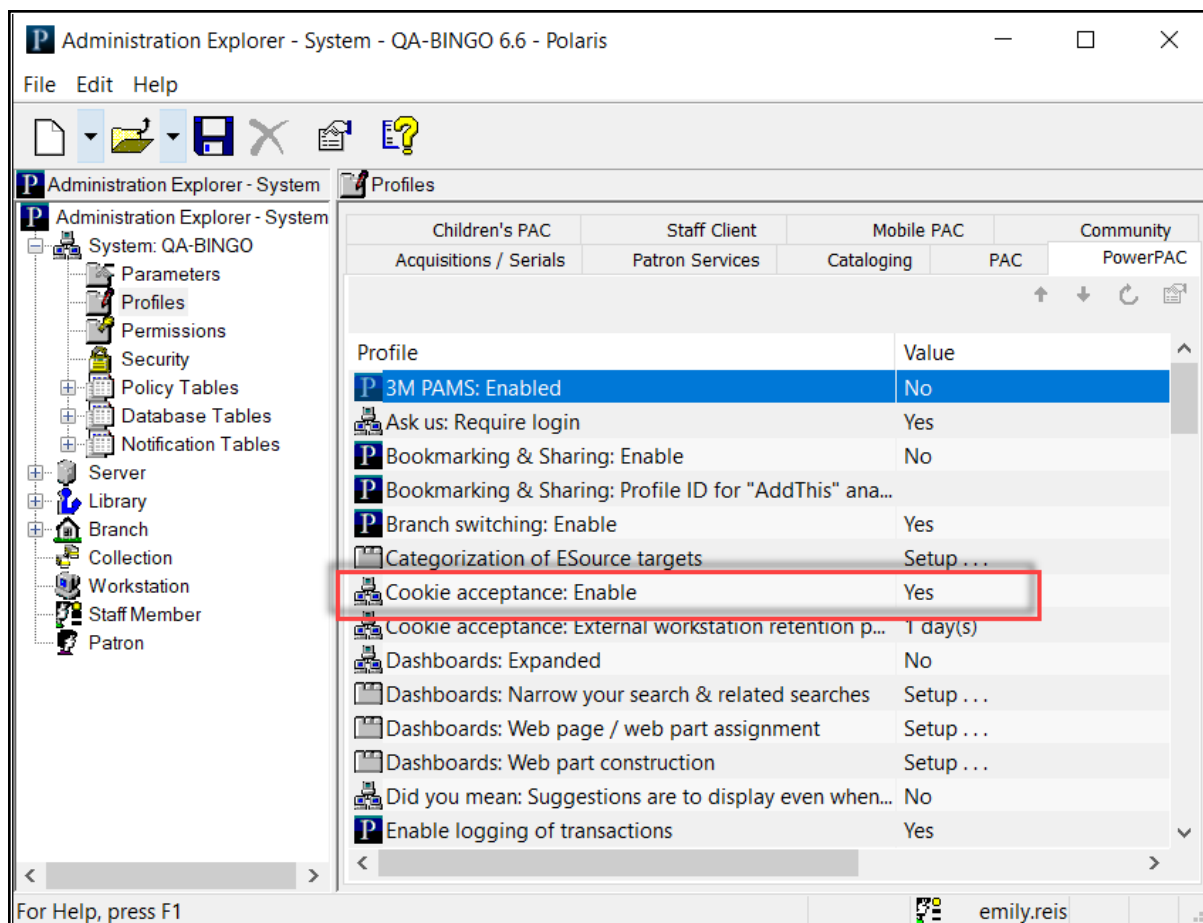 Administration Explorer - System - QA-BINGO 6.6 - Polaris
File Edit Help
Administration Explorer - System
Profiles
Administration Explorer - System
System: QA-BINGO
Parameters
Profiles
Permissions
Security
Policy Tables
Database Tables
Notification Tables
Server
Library
Branch
Collection
Workstation
Staff Member
Patron
Children's PAC Staff Client Mobile PAC Community
Acquisitions / Serials Patron Services Cataloging PAC PowerPAC
Profile Value
3M PAMS: Enabled No
Ask us: Require login Yes
Bookmarking & Sharing: Enable No
Bookmarking & Sharing: Profile ID for "AddThis" ana...
Branch switching: Enable Yes
Categorization of ESource targets Setup . . .
Cookie acceptance: Enable Yes
Cookie acceptance: External workstation retention p... 1 day(s)
Dashboards: Expanded No
Dashboards: Narrow your search & related searches Setup . . .
Dashboards: Web page / web part assignment Setup . . .
Dashboards: Web part construction Setup . . .
Did you mean: Suggestions are to display even when... No
Enable logging of transactions Yes
For Help, press F1
emily.reis